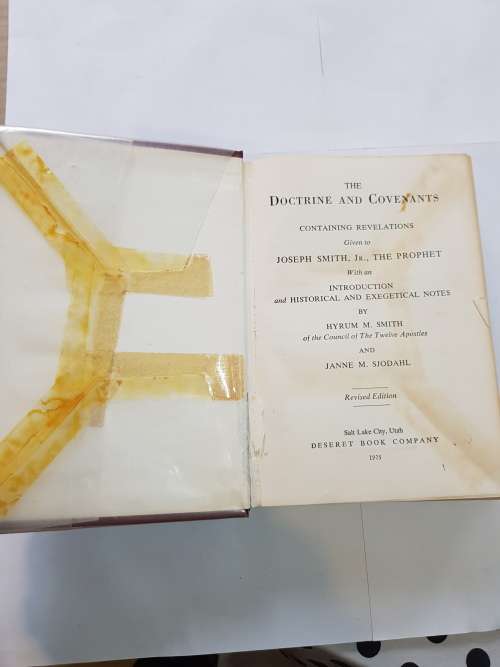 THE
DOCTRINE AND COVENANTS
CONTAINING REVELATIONS
Given to
JOSEPH SMITH, JR., THE PROPHET
With an
INTRODUCTION
and HISTORICAL AND EXEGETICAL NOTES
BY
HYRUM M. SMITH
of the Council of The Twelve Apostles
AND
JANNE M. SJODAHL
Revised Edition
Salt Lake City, Utah
DESERET BOOK COMPANY